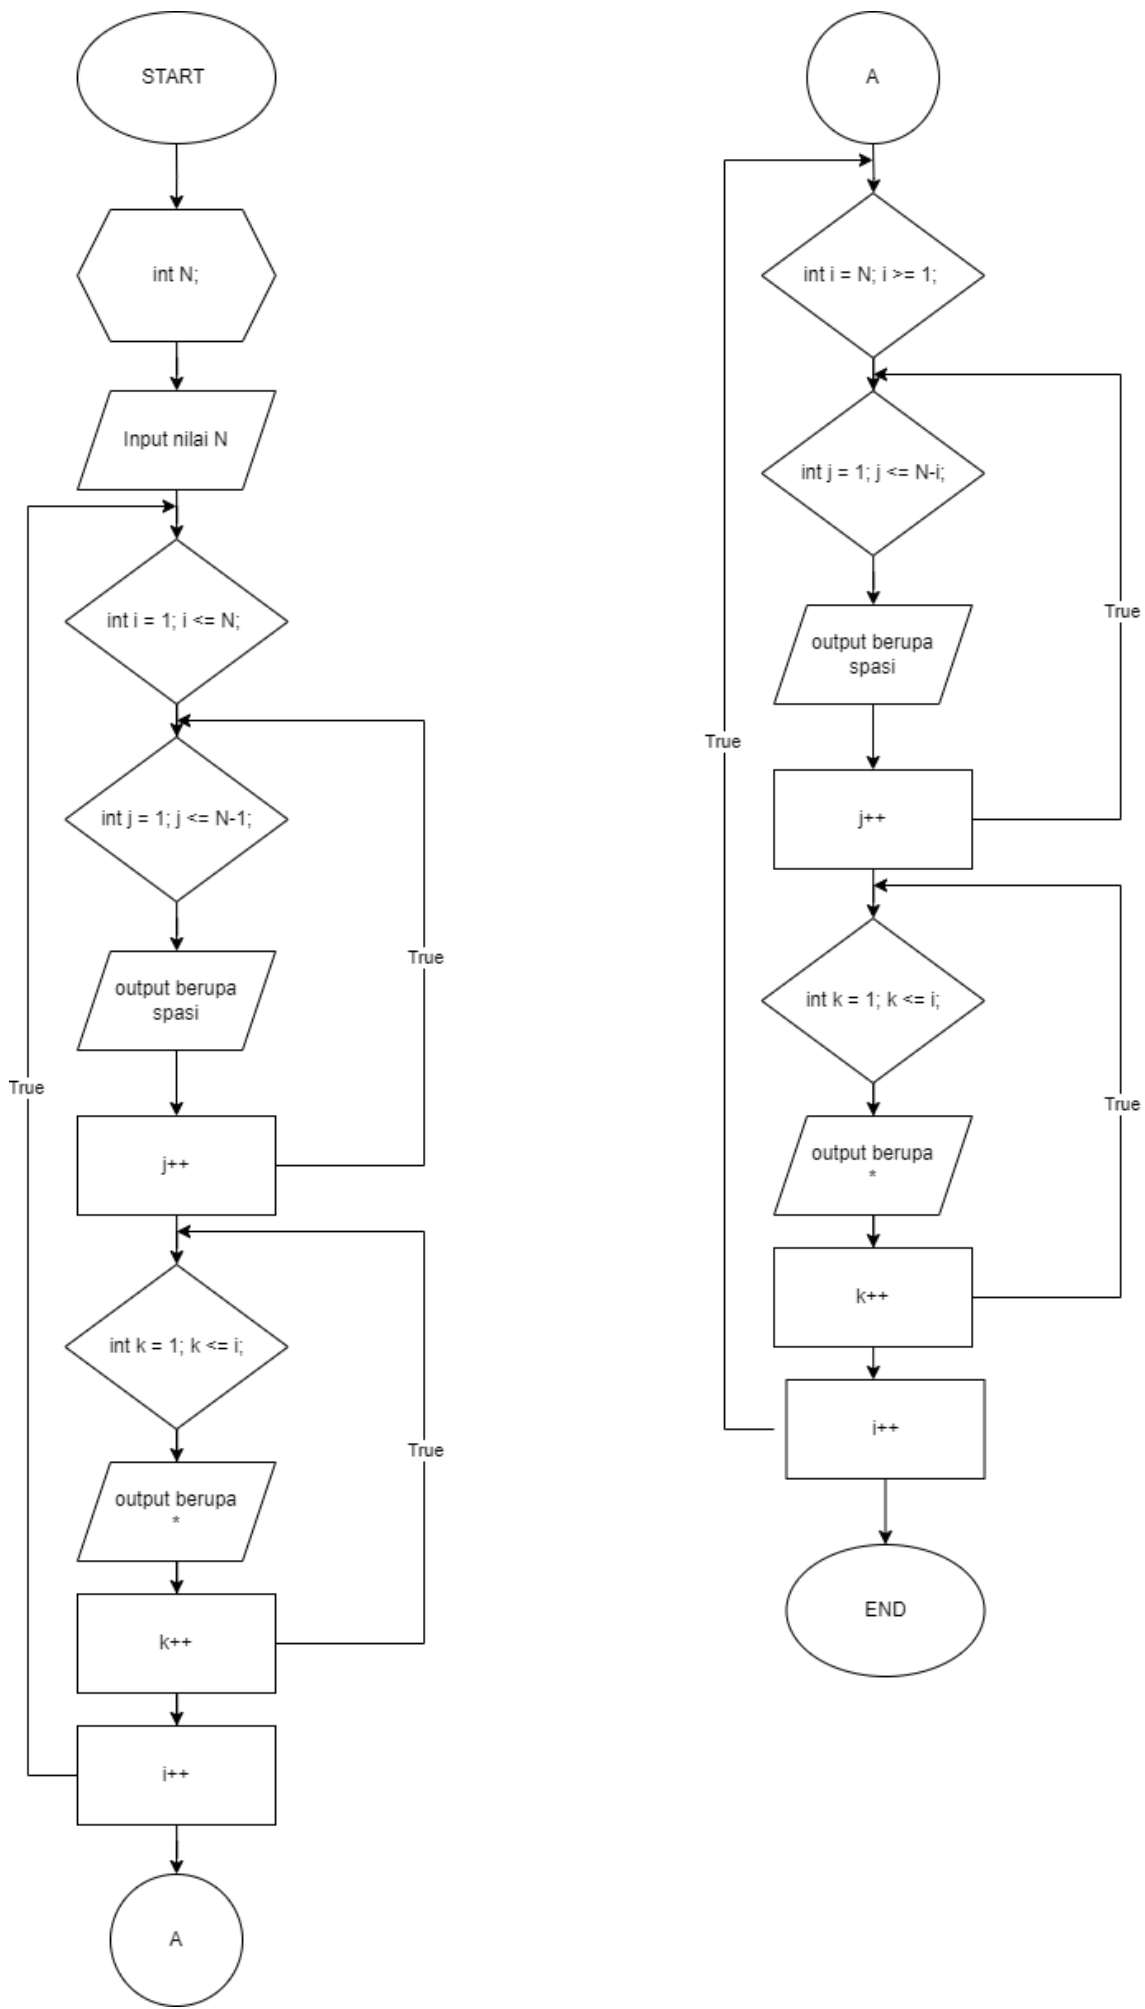 START
int N;
Input nilai N
int i = 1; i <= N;
int j = 1; j <= N-1;
output berupa
spasi
True
j++
True
int k = 1; k <= i;
output berupa
*
True
k++
i++
A
A
int i = N; i >= 1;
int j = 1; j <= N-i;
output berupa
spasi
True
True
j++
int k = 1; k <= i;
output berupa
*
True
k++
i++
END